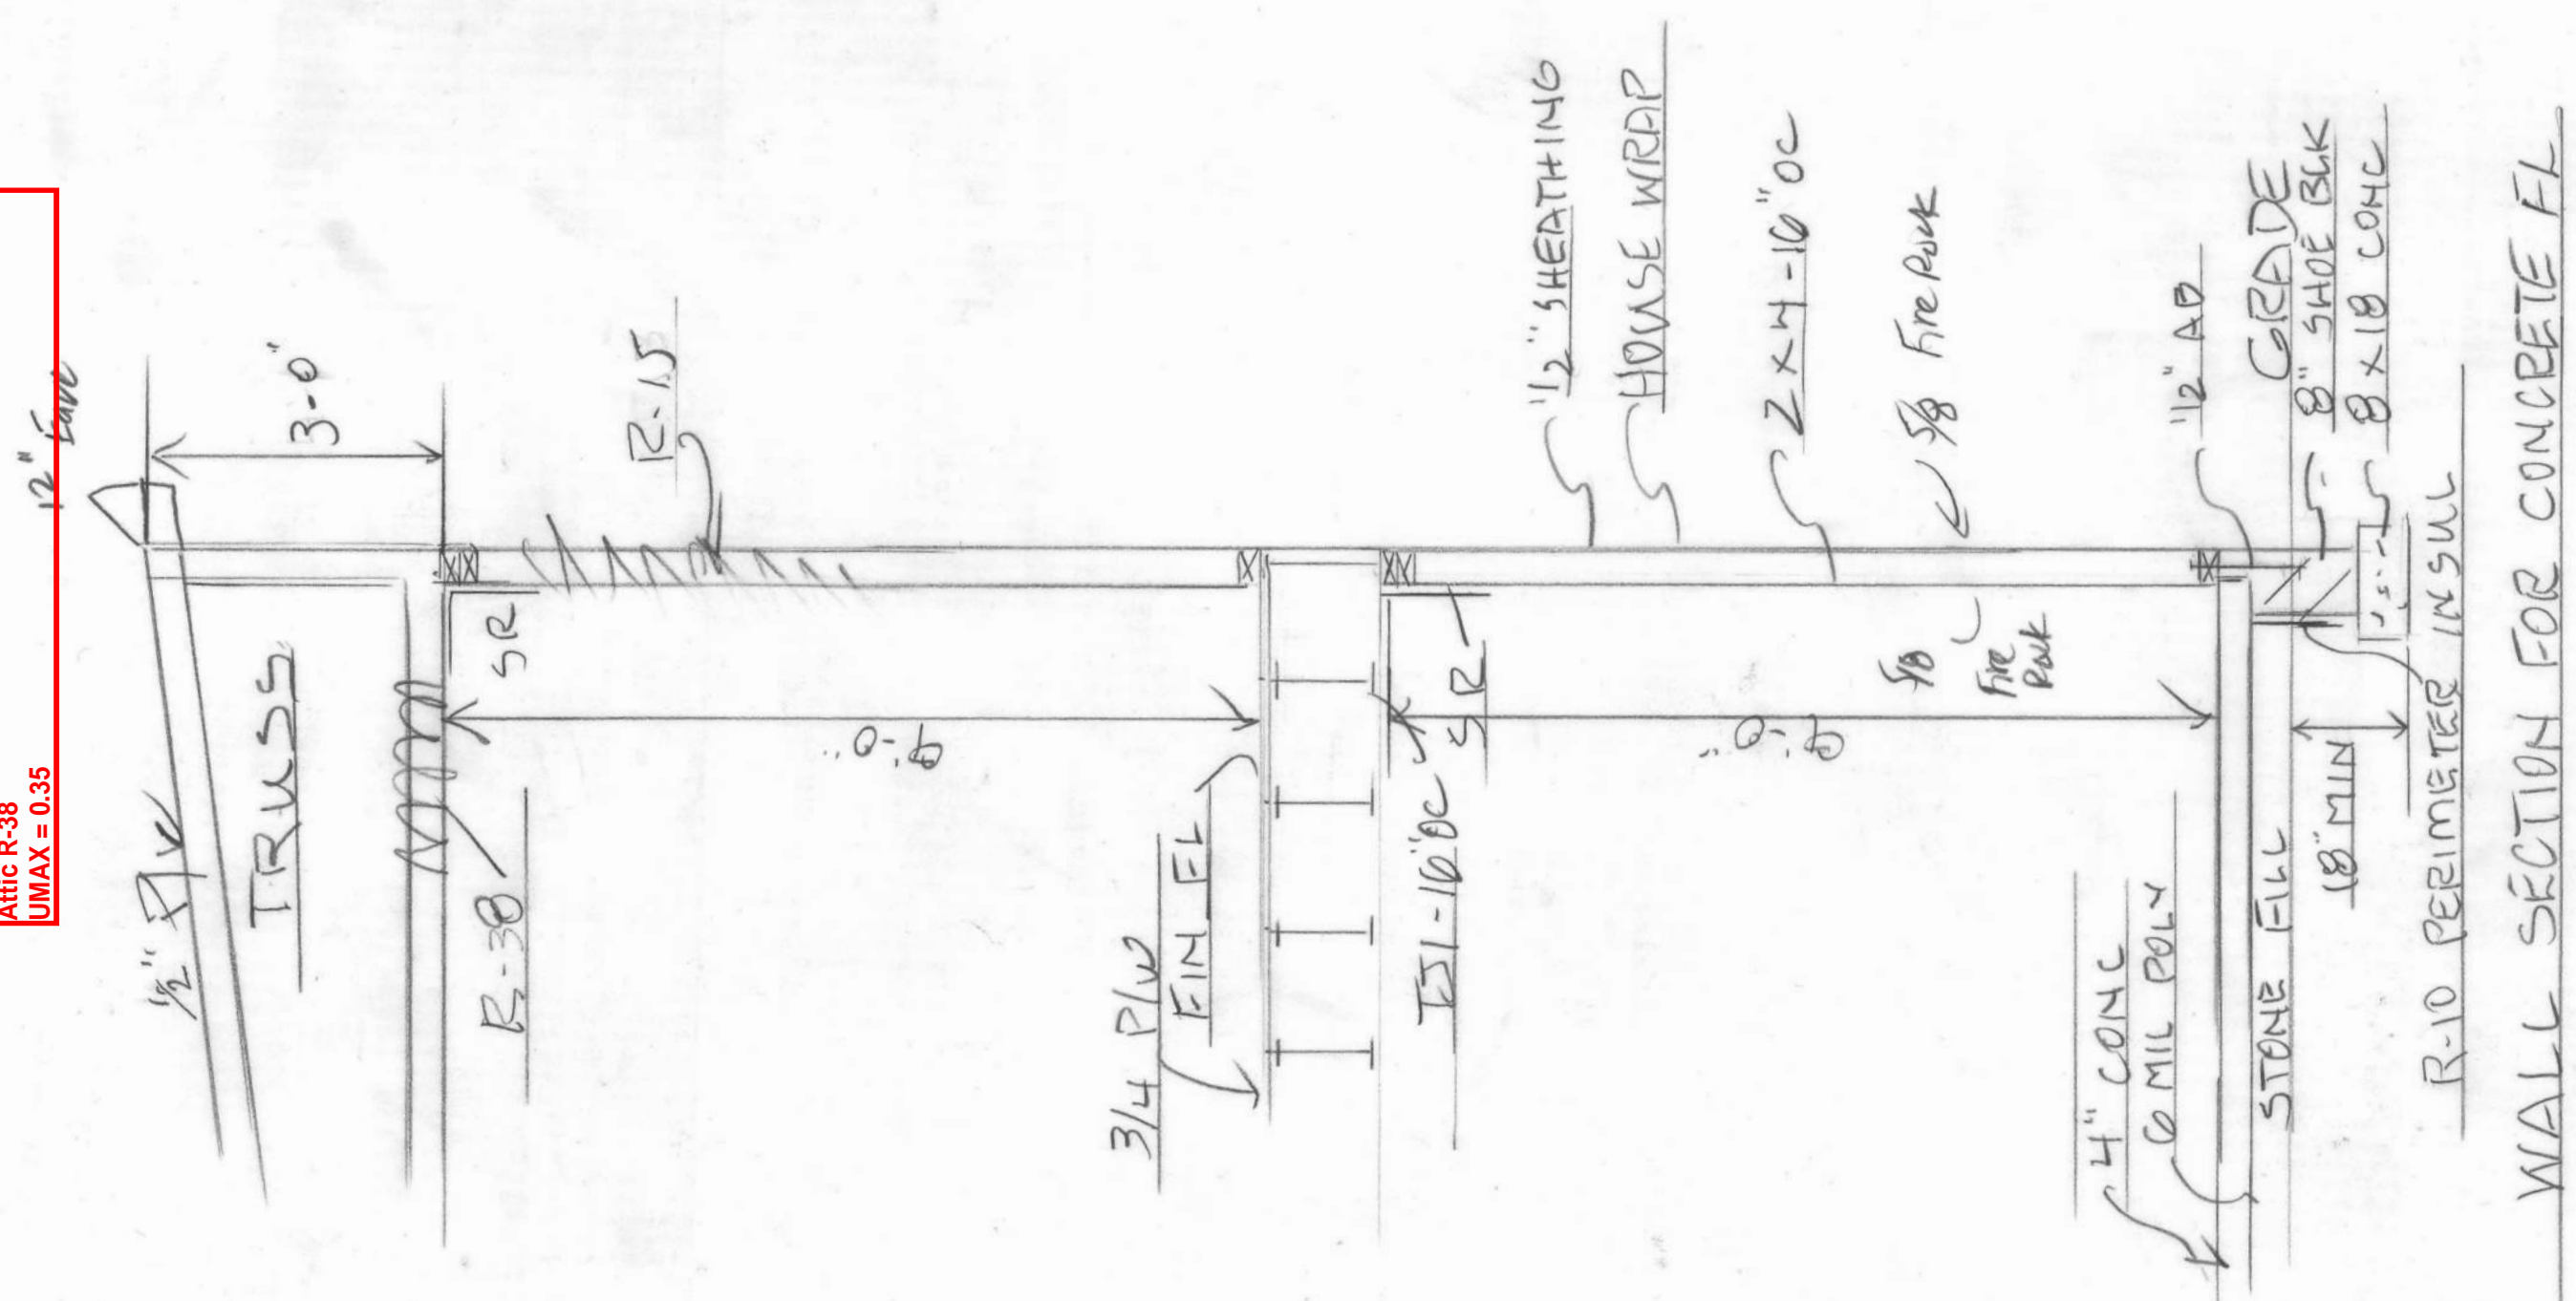 12" Eave
Attic R-38
UMAX = 0.35
3-0"
1/2" P/W
TRUSS
R-15
SR
R-38
8'-0"
3/4 P/W
FIN FL
TJI-16"OC
SR
1/2" SHEATHING
HOUSE WRAP
2x4-16"OC
5/8 Fire Rock
5/8
Fire
Rock
8'-0"
1/2" AB
GRADE
8" SHOE BLK
8 x 18 CONC
4" CONC
6 MIL POLY
STONE FILL
18" MIN
R-10 PERIMETER INSUL
WALL SECTION FOR CONCRETE FL